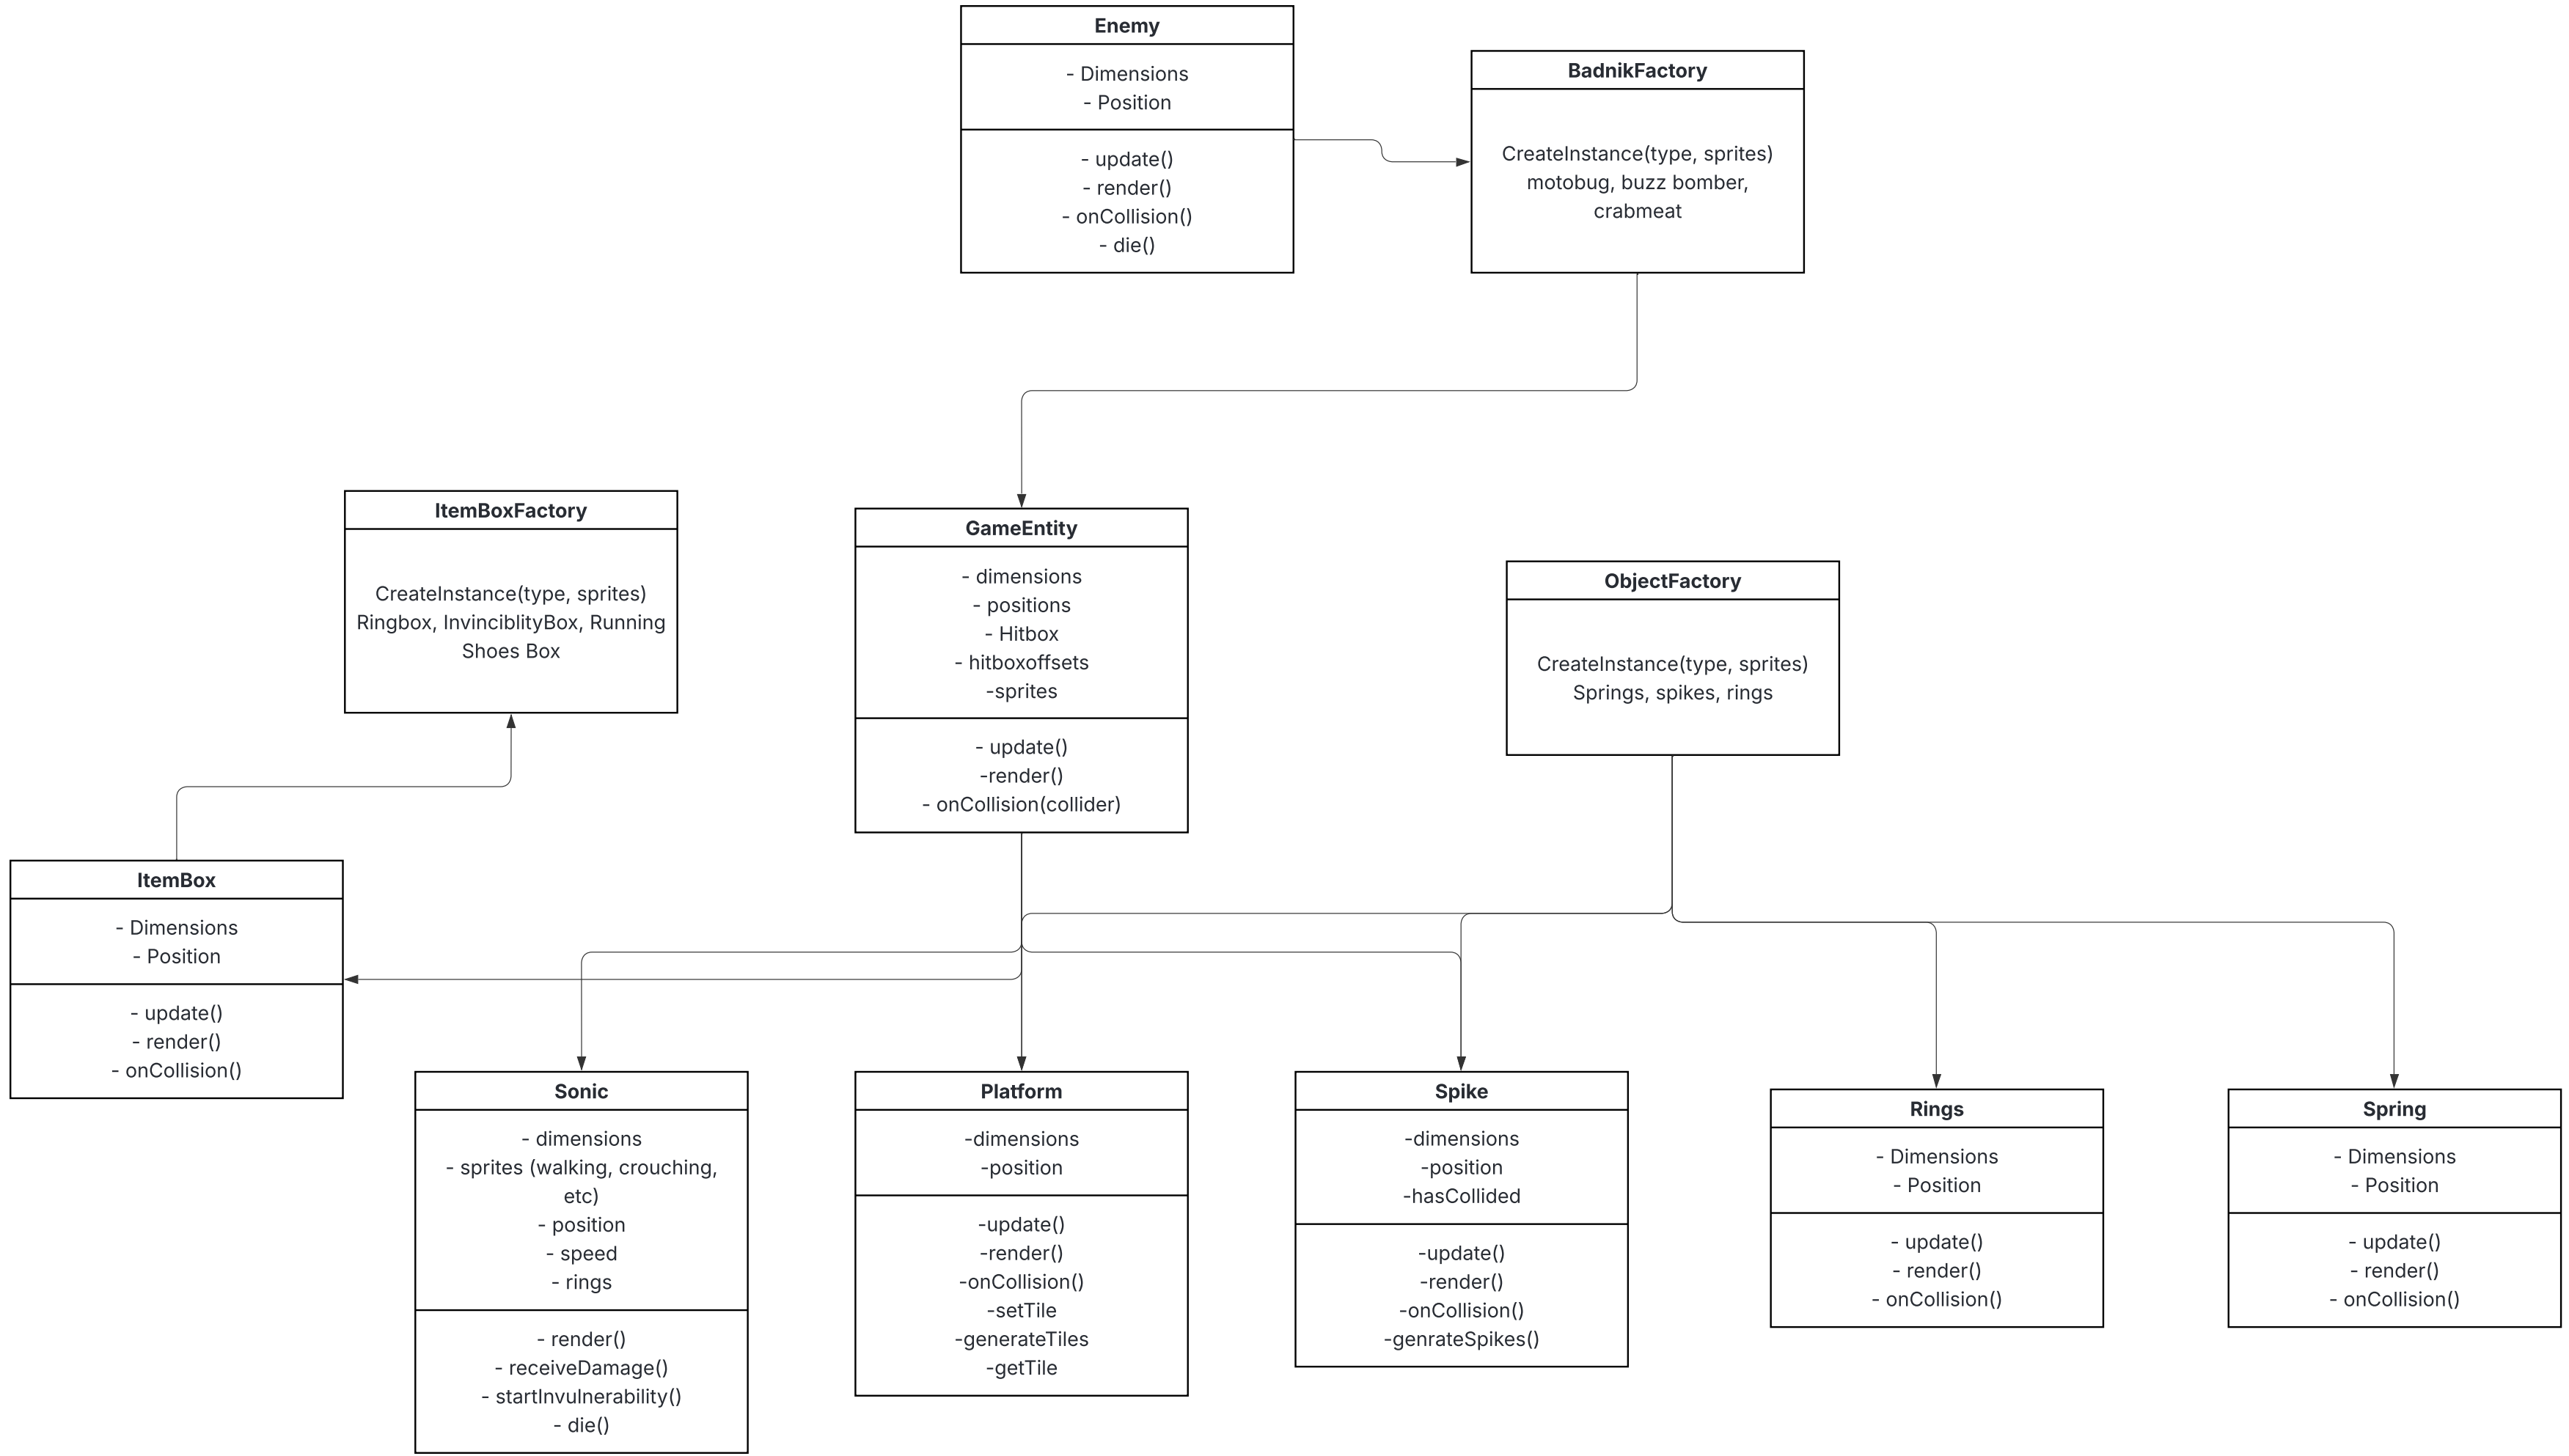 Enemy
- Dimensions
- Position
- update()
- render()
- onCollision()
- die()
BadnikFactory
CreateInstance(type, sprites)
motobug, buzz bomber,
crabmeat
ItemBoxFactory
CreateInstance(type, sprites)
Ringbox, InvinciblityBox, Running
Shoes Box
GameEntity
- dimensions
- positions
- Hitbox
- hitboxoffsets
-sprites
- update()
-render()
- onCollision(collider)
ObjectFactory
CreateInstance(type, sprites)
Springs, spikes, rings
ItemBox
- Dimensions
- Position
- update()
- render()
- onCollision()
Sonic
- dimensions
- sprites (walking, crouching,
etc)
- position
- speed
- rings
- render()
- receiveDamage()
- startInvulnerability()
- die()
Platform
-dimensions
-position
-update()
-render()
-onCollision()
-setTile
-generateTiles
-getTile
Spike
-dimensions
-position
-hasCollided
-update()
-render()
-onCollision()
-genrateSpikes()
Rings
- Dimensions
- Position
- update()
- render()
- onCollision()
Spring
- Dimensions
- Position
- update()
- render()
- onCollision()